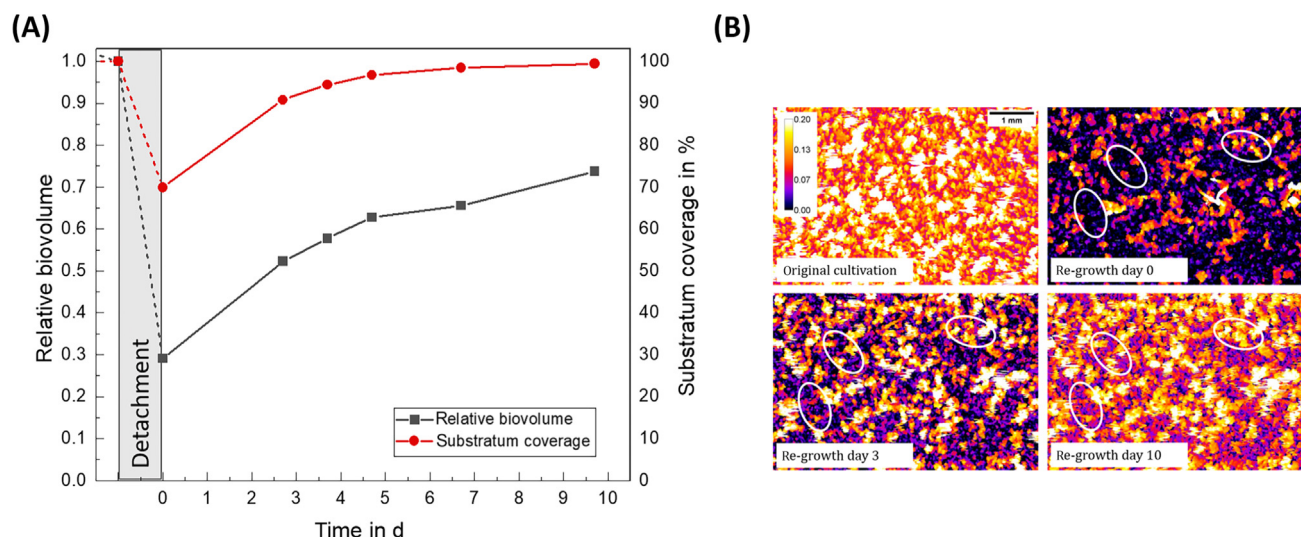 (A)
1.0
0.9
0.8
0.7
0.6
0.5
0.4
0.3
0.2
0.1
0.0
Relative biovolume
Detachment
100
90
80
70
60
50
40
30
20
10
0
Substratum coverage in %
Relative biovolume
Substratum coverage
0 1 2 3 4 5 6 7 8 9 10
Time in d
(B)
0.20
0.13
0.07
0.00
1 mm
Original cultivation
Re-growth day 0
Re-growth day 3
Re-growth day 10